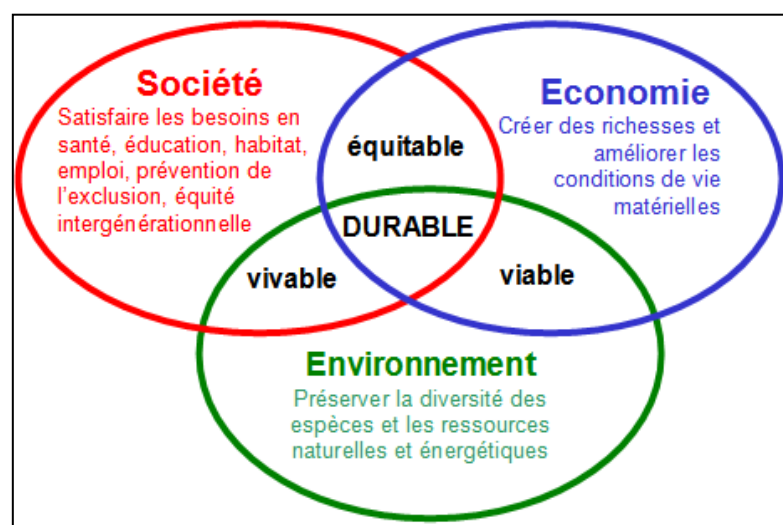 Société
Satisfaire les besoins en
santé, éducation, habitat,
emploi, prévention de
l'exclusion, équité
intergénérationnelle
Economie
Créer des richesses et
améliorer les
conditions de vie
matérielles
équitable
DURABLE
vivable
viable
Environnement
Préserver la diversité des
espèces et les ressources
naturelles et énergétiques